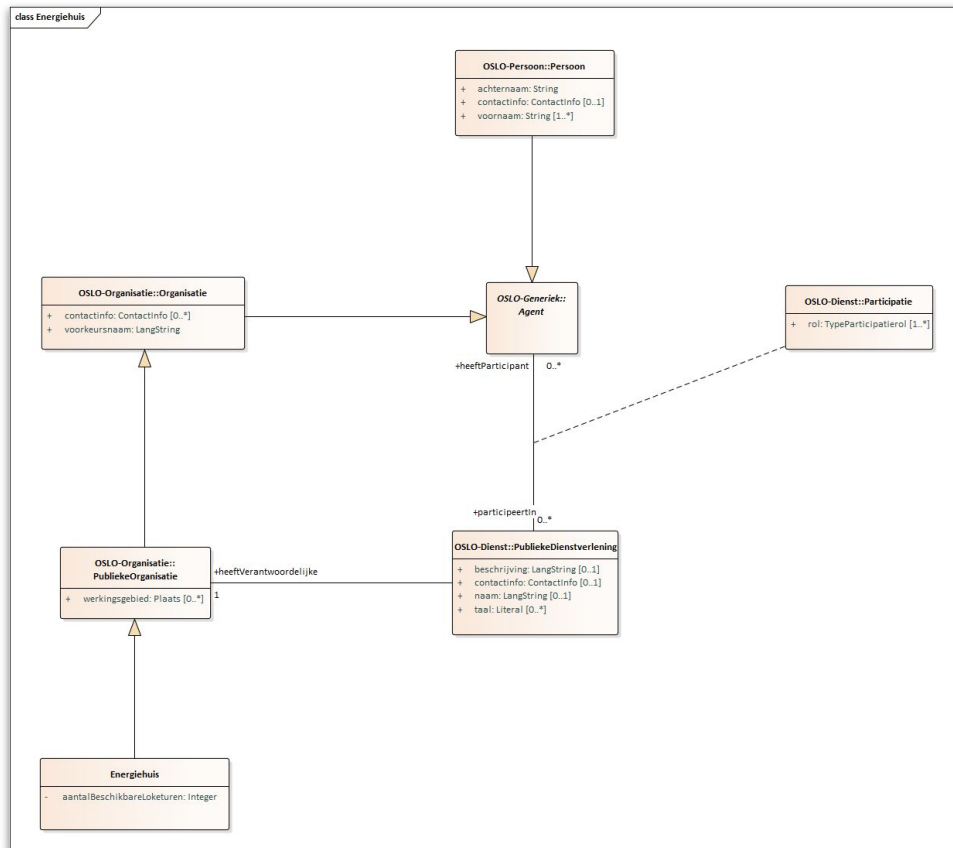 class Energiehuis
OSLO-Persoon::Persoon
+ achternaam: String
+ contactinfo: ContactInfo [0..1]
+ voornaam: String [1..*]
OSLO-Organisatie::Organisatie
+ contactinfo: ContactInfo [0..*]
+ voorkeursnaam: LangString
OSLO-Generiek::
Agent
OSLO-Dienst::Participatie
+ rol: TypeParticipatierol [1..*]
+heeftParticipant 0..*
+participeertIn
0..*
OSLO-Organisatie::
PubliekeOrganisatie
+ werkingsgebied: Plaats [0..*]
+heeftVerantwoordelijke
1
OSLO-Dienst::PubliekeDienstverlening
+ beschrijving: LangString [0..1]
+ contactinfo: ContactInfo [0..1]
+ naam: LangString [0..1]
+ taal: Literal [0..*]
Energiehuis
- aantalBeschikbareLoketuren: Integer